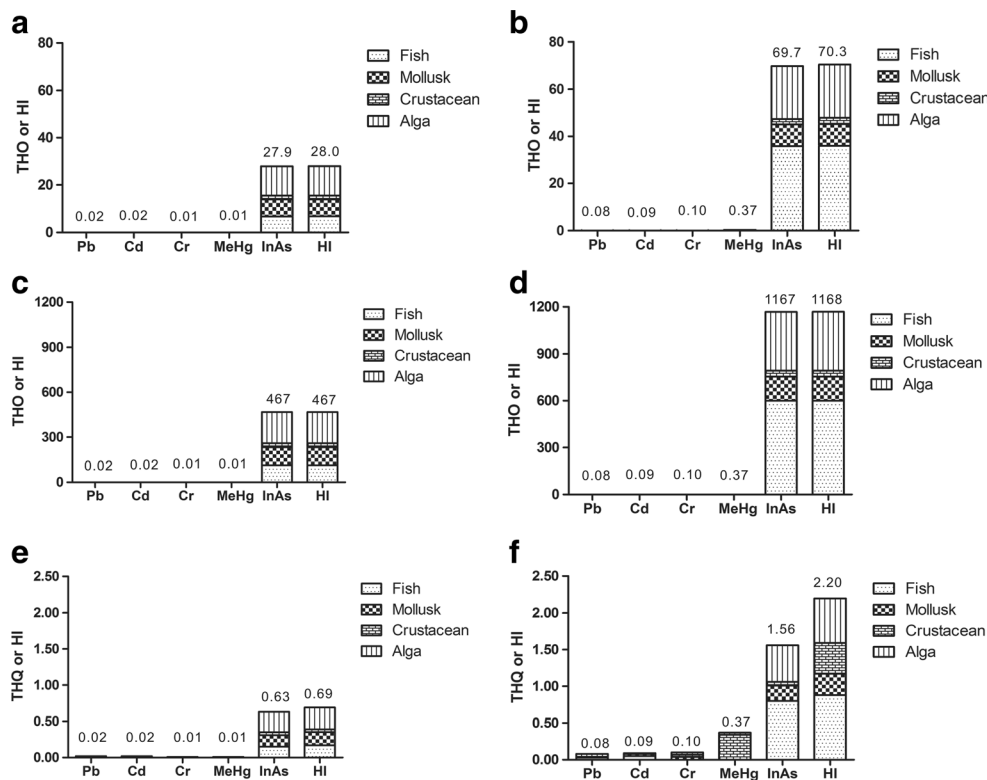 a
80
60
40
20
0
THO or HI
0.02 0.02 0.01 0.01 27.9 28.0
Pb Cd Cr MeHg InAs HI
Fish
Mollusk
Crustacean
Alga
b
80
60
40
20
0
THO or HI
0.08 0.09 0.10 0.37 69.7 70.3
Pb Cd Cr MeHg InAs HI
Fish
Mollusk
Crustacean
Alga
c
1200
900
600
300
0
THO or HI
0.02 0.02 0.01 0.01 467 467
Pb Cd Cr MeHg InAs HI
Fish
Mollusk
Crustacean
Alga
d
1200
900
600
300
0
THO or HI
0.08 0.09 0.10 0.37 1167 1168
Pb Cd Cr MeHg InAs HI
Fish
Mollusk
Crustacean
Alga
e
2.50
2.00
1.50
1.00
0.50
0.00
THQ or HI
0.02 0.02 0.01 0.01 0.63 0.69
Pb Cd Cr MeHg InAs HI
Fish
Mollusk
Crustacean
Alga
f
2.50
2.00
1.50
1.00
0.50
0.00
THQ or HI
0.08 0.09 0.10 0.37 1.56 2.20
Pb Cd Cr MeHg InAs HI
Fish
Mollusk
Crustacean
Alga